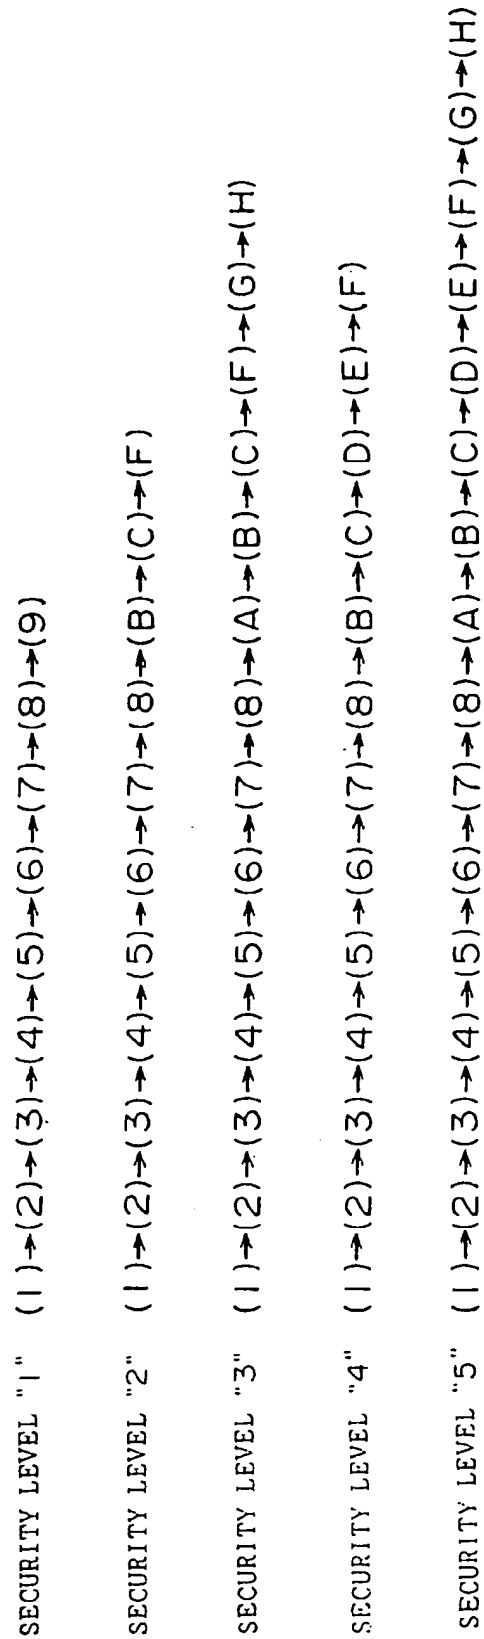 SECURITY LEVEL "1" (1)→(2)→(3)→(4)→(5)→(6)→(7)→(8)→(9)
SECURITY LEVEL "2" (1)→(2)→(3)→(4)→(5)→(6)→(7)→(8)→(B)→(C)→(F)
SECURITY LEVEL "3" (1)→(2)→(3)→(4)→(5)→(6)→(7)→(8)→(A)→(B)→(C)→(F)→(G)→(H)
SECURITY LEVEL "4" (1)→(2)→(3)→(4)→(5)→(6)→(7)→(8)→(B)→(C)→(D)→(E)→(F)
SECURITY LEVEL "5" (1)→(2)→(3)→(4)→(5)→(6)→(7)→(8)→(A)→(B)→(C)→(D)→(E)→(F)→(G)→(H)